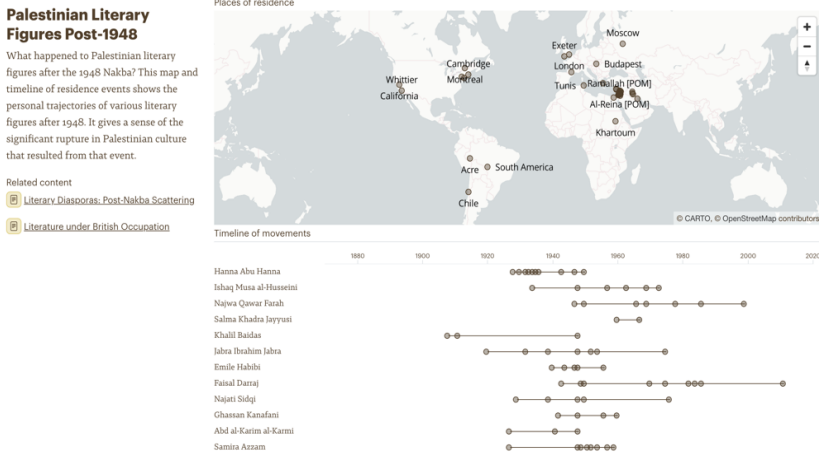 Palestinian Literary
Figures Post-1948
What happened to Palestinian literary
figures after the 1948 Nakba? This map and
timeline of residence events shows the
personal trajectories of various literary
figures after 1948. It gives a sense of the
significant rupture in Palestinian culture
that resulted from that event.
Related content
Literary Diasporas: Post-Nakba Scattering
Literature under British Occupation
Places of residence
Moscow
Exeter
Cambridge
London
Budapest
Whittier
Montreal
Tunis
Ramallah [POM]
California
Al-Reina [POM]
Khartoum
Acre
South America
Chile
© CARTO, © OpenStreetMap contributors
Timeline of movements
1880 1900 1920 1940 1960 1980 2000 2020
Hanna Abu Hanna
Ishaq Musa al-Husseini
Najwa Qawar Farah
Salma Khadra Jayyusi
Khalil Baidas
Jabra Ibrahim Jabra
Emile Habibi
Faisal Darraj
Najati Sidqi
Ghassan Kanafani
Abd al-Karim al-Karmi
Samira Azzam